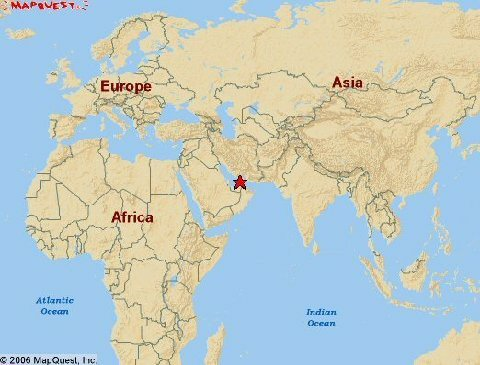 MAPQUEST.
Europe
Asia
Africa
Atlantic
Ocean
Indian
Ocean
© 2006 MapQuest, Inc.